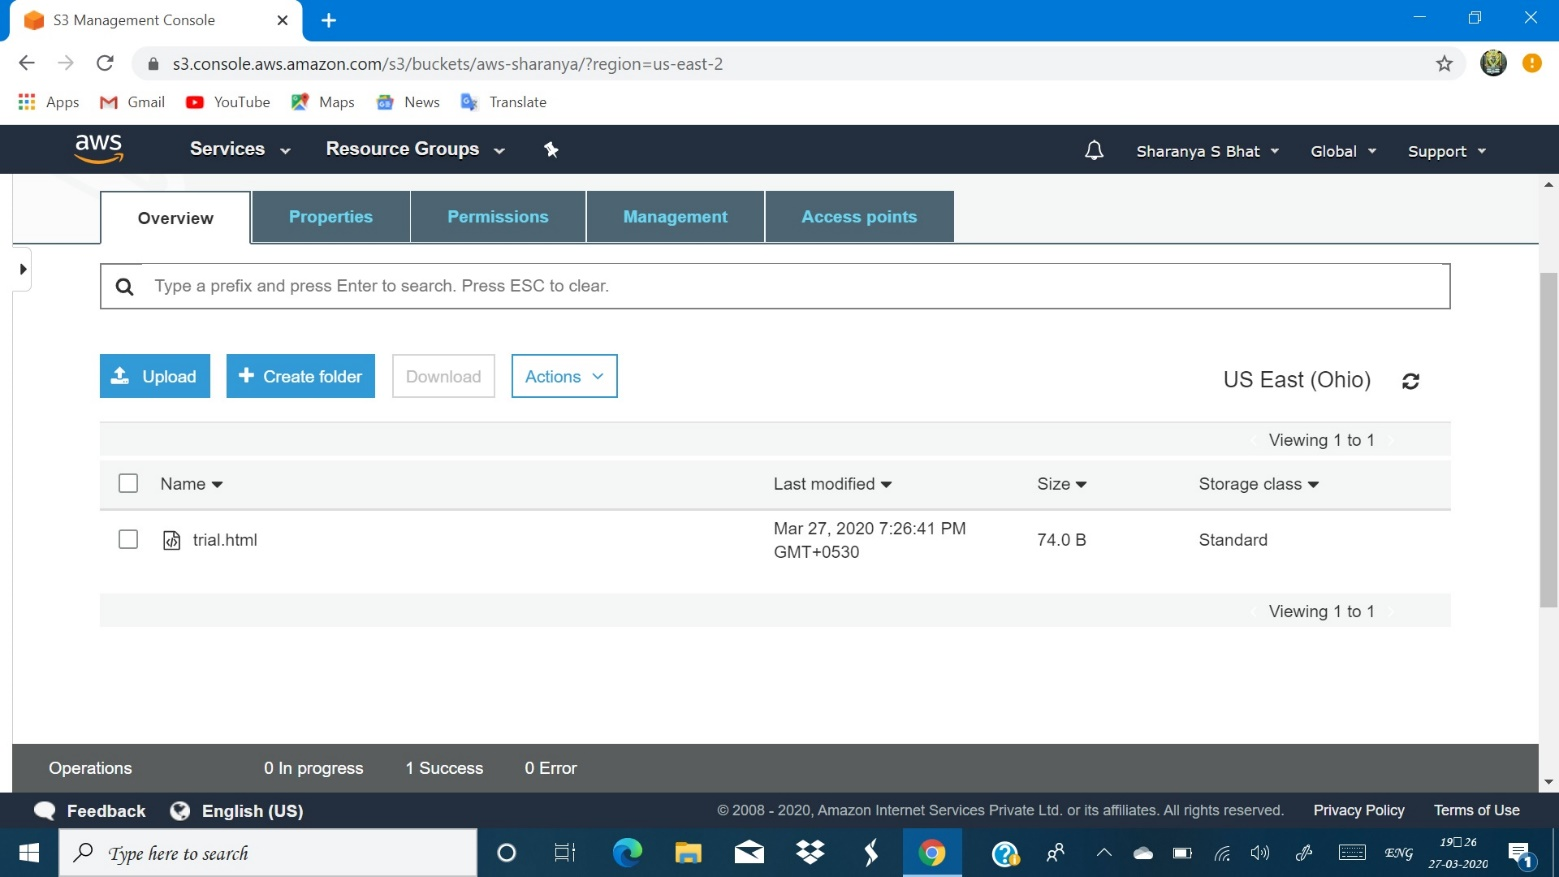 S3 Management Console
s3.console.aws.amazon.com/s3/buckets/aws-sharanya/?region=us-east-2
Apps Gmail YouTube Maps News Translate
aws Services Resource Groups Sharanya S Bhat Global Support
Overview Properties Permissions Management Access points
Type a prefix and press Enter to search. Press ESC to clear.
Upload Create folder Download Actions US East (Ohio)
Viewing 1 to 1
Name Last modified Size Storage class
trial.html Mar 27, 2020 7:26:41 PM 74.0 B Standard
GMT+0530
Viewing 1 to 1
Operations 0 In progress 1 Success 0 Error
Feedback English (US) © 2008 - 2020, Amazon Internet Services Private Ltd. or its affiliates. All rights reserved. Privacy Policy Terms of Use
Type here to search ENG 19□26
27-03-2020 1